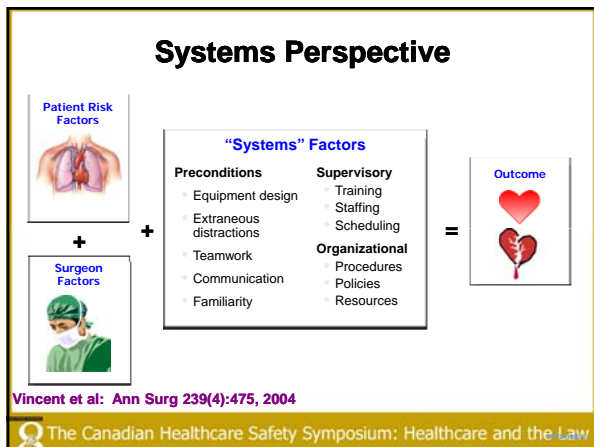 Systems Perspective
Patient Risk
Factors
+
Surgeon
Factors
+
“Systems” Factors
Preconditions
Equipment design
Extraneous
distractions
Teamwork
Communication
Familiarity
Supervisory
Training
Staffing
Scheduling
Organizational
Procedures
Policies
Resources
=
Outcome
Vincent et al: Ann Surg 239(4):475, 2004
The Canadian Healthcare Safety Symposium: Healthcare and the Law